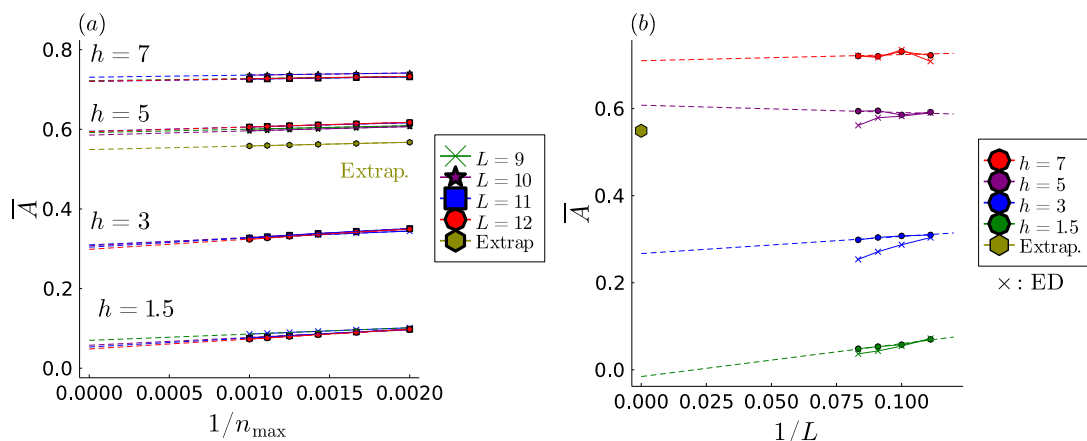 (a)
0.8
0.6
0.4
0.2
0.0
A
h = 7
h = 5
Extrap.
h = 3
h = 1.5
0.0000 0.0005 0.0010 0.0015 0.0020
1/n_max
L = 9
L = 10
L = 11
L = 12
Extrap
(b)
0.6
0.4
0.2
0.0
A
0.000 0.025 0.050 0.075 0.100
1/L
h = 7
h = 5
h = 3
h = 1.5
Extrap.
× : ED